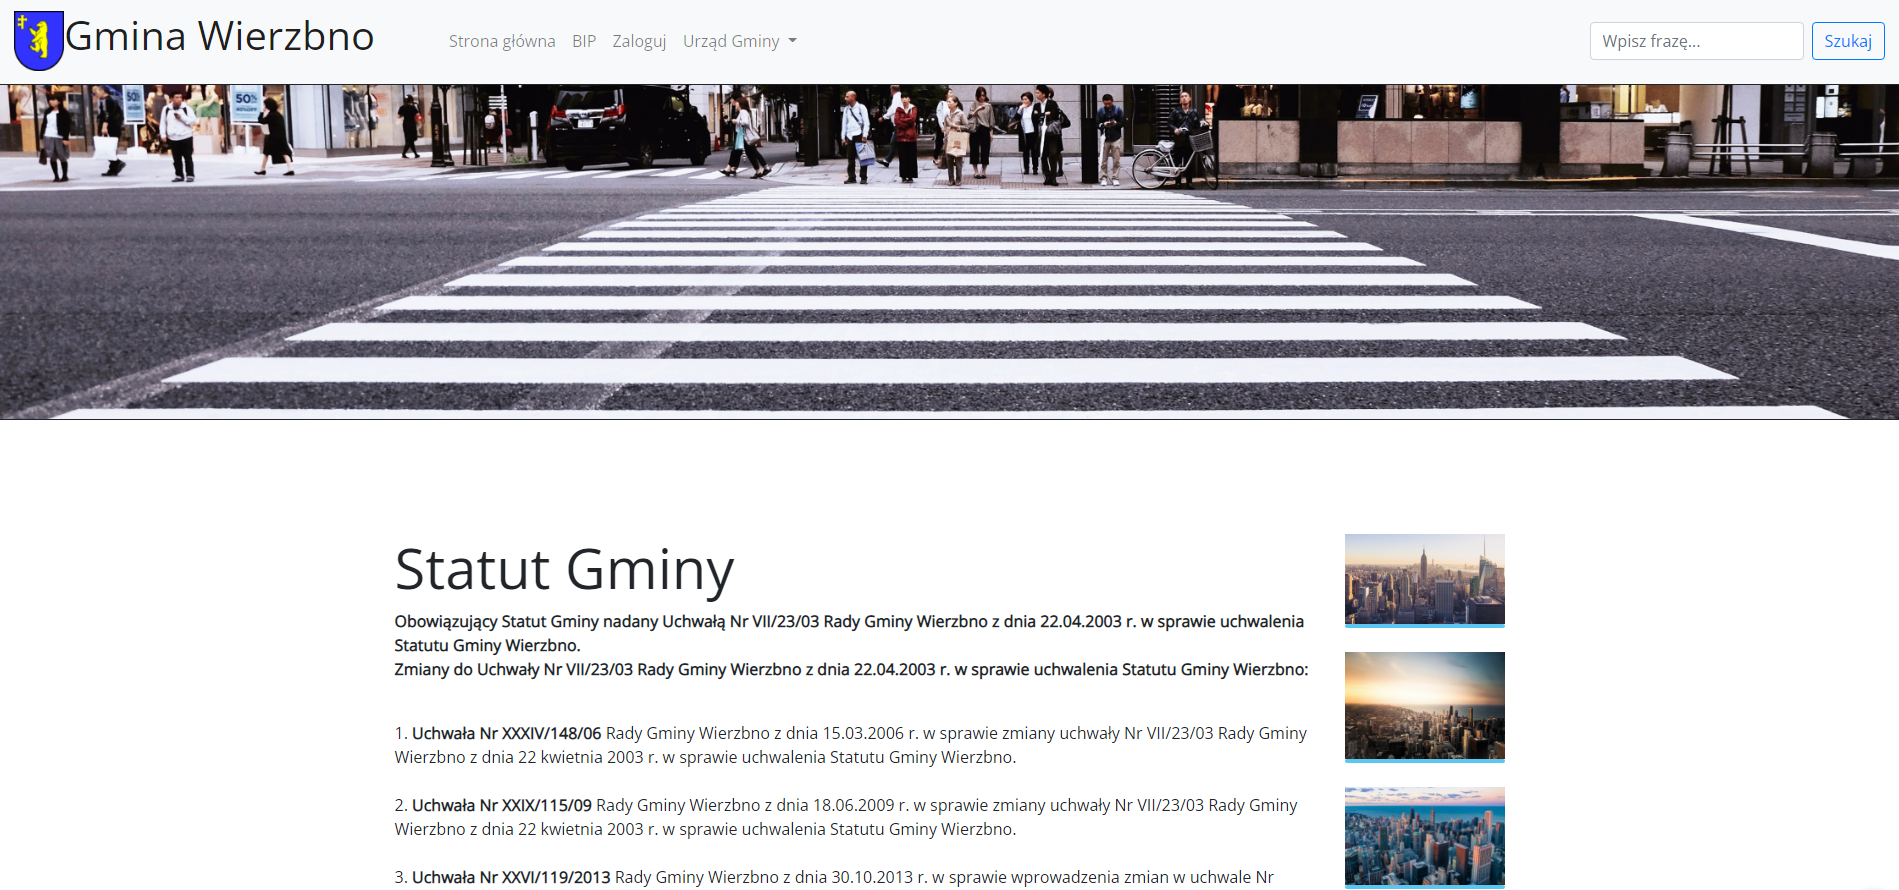 Gmina Wierzbno
Strona główna BIP Zaloguj Urząd Gminy
Wpisz frazę... Szukaj
50%
50%
Statut Gminy
Obowiązujący Statut Gminy nadany Uchwałą Nr VII/23/03 Rady Gminy Wierzbno z dnia 22.04.2003 r. w sprawie uchwalenia
Statutu Gminy Wierzbno.
Zmiany do Uchwały Nr VII/23/03 Rady Gminy Wierzbno z dnia 22.04.2003 r. w sprawie uchwalenia Statutu Gminy Wierzbno:
1. Uchwała Nr XXXIV/148/06 Rady Gminy Wierzbno z dnia 15.03.2006 r. w sprawie zmiany uchwały Nr VII/23/03 Rady Gminy
Wierzbno z dnia 22 kwietnia 2003 r. w sprawie uchwalenia Statutu Gminy Wierzbno.
2. Uchwała Nr XXIX/115/09 Rady Gminy Wierzbno z dnia 18.06.2009 r. w sprawie zmiany uchwały Nr VII/23/03 Rady Gminy
Wierzbno z dnia 22 kwietnia 2003 r. w sprawie uchwalenia Statutu Gminy Wierzbno.
3. Uchwała Nr XXVI/119/2013 Rady Gminy Wierzbno z dnia 30.10.2013 r. w sprawie wprowadzenia zmian w uchwale Nr